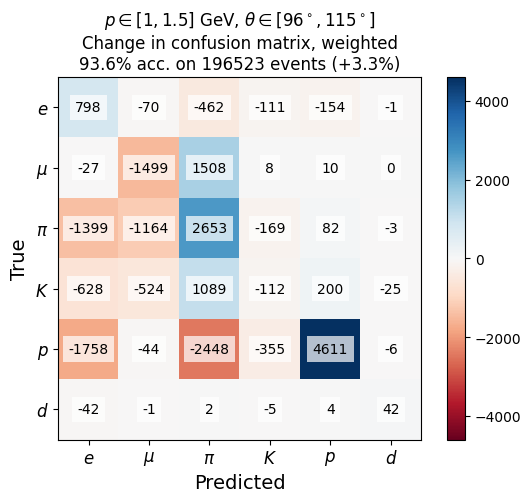 p ∈ [1, 1.5] GeV, θ ∈ [96°, 115°]
Change in confusion matrix, weighted
93.6% acc. on 196523 events (+3.3%)
e 798 -70 -462 -111 -154 -1
μ -27 -1499 1508 8 10 0
π -1399 -1164 2653 -169 82 -3
K -628 -524 1089 -112 200 -25
p -1758 -44 -2448 -355 4611 -6
d -42 -1 2 -5 4 42
e μ π K p d
True
Predicted
4000
2000
0
−2000
−4000